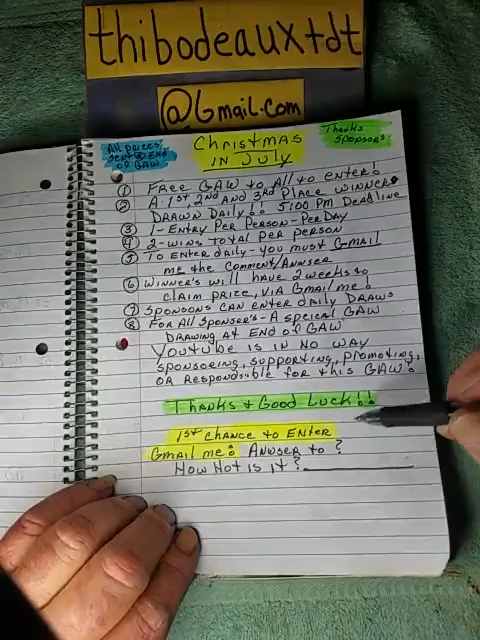 thibodeauxtdt
@Gmail.com
All prizes
sent @ End
of GAW
Christmas
IN July
Thanks
Sponsors
① FREE GAW to All to enter!
② A 1st, 2nd and 3rd Place WINNER
DRAWN DAILY!! 5:00 PM Deadline
③ 1-Entry Per Person-Per DAY
④ 2-wins Total per person
⑤ To Enter daily-you must Gmail
me the comment/Anwser
⑥ Winner's will have 2 weeks to
claim prize, via Gmail me!
⑦ Sponsors can enter daily Draws
⑧ For All Sponser's-A special GAW
Drawing at End of GAW
YouTube is in no way
sponsoring, supporting, promoting,
or Responsible for this GAW!
Thanks + Good Luck!!
1st chance to Enter
Gmail me: Anwser to?
How Hot is it?